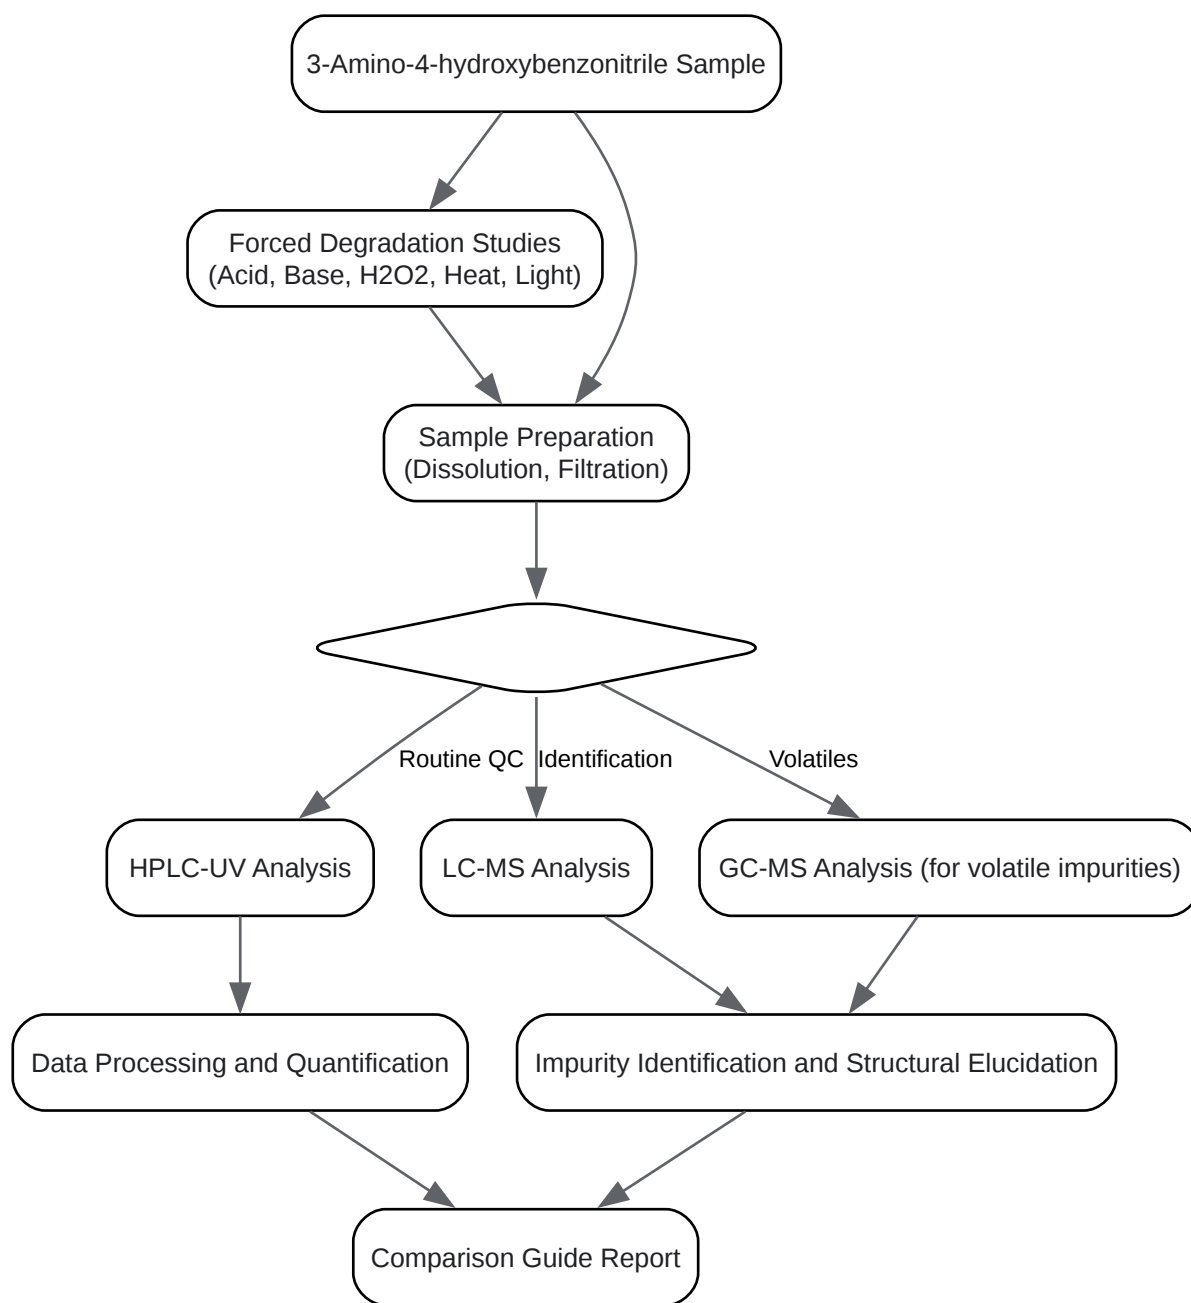 3-Amino-4-hydroxybenzonitrile Sample
Forced Degradation Studies
(Acid, Base, H2O2, Heat, Light)
Sample Preparation
(Dissolution, Filtration)
Routine QC
Identification
Volatiles
HPLC-UV Analysis
LC-MS Analysis
GC-MS Analysis (for volatile impurities)
Data Processing and Quantification
Impurity Identification and Structural Elucidation
Comparison Guide Report